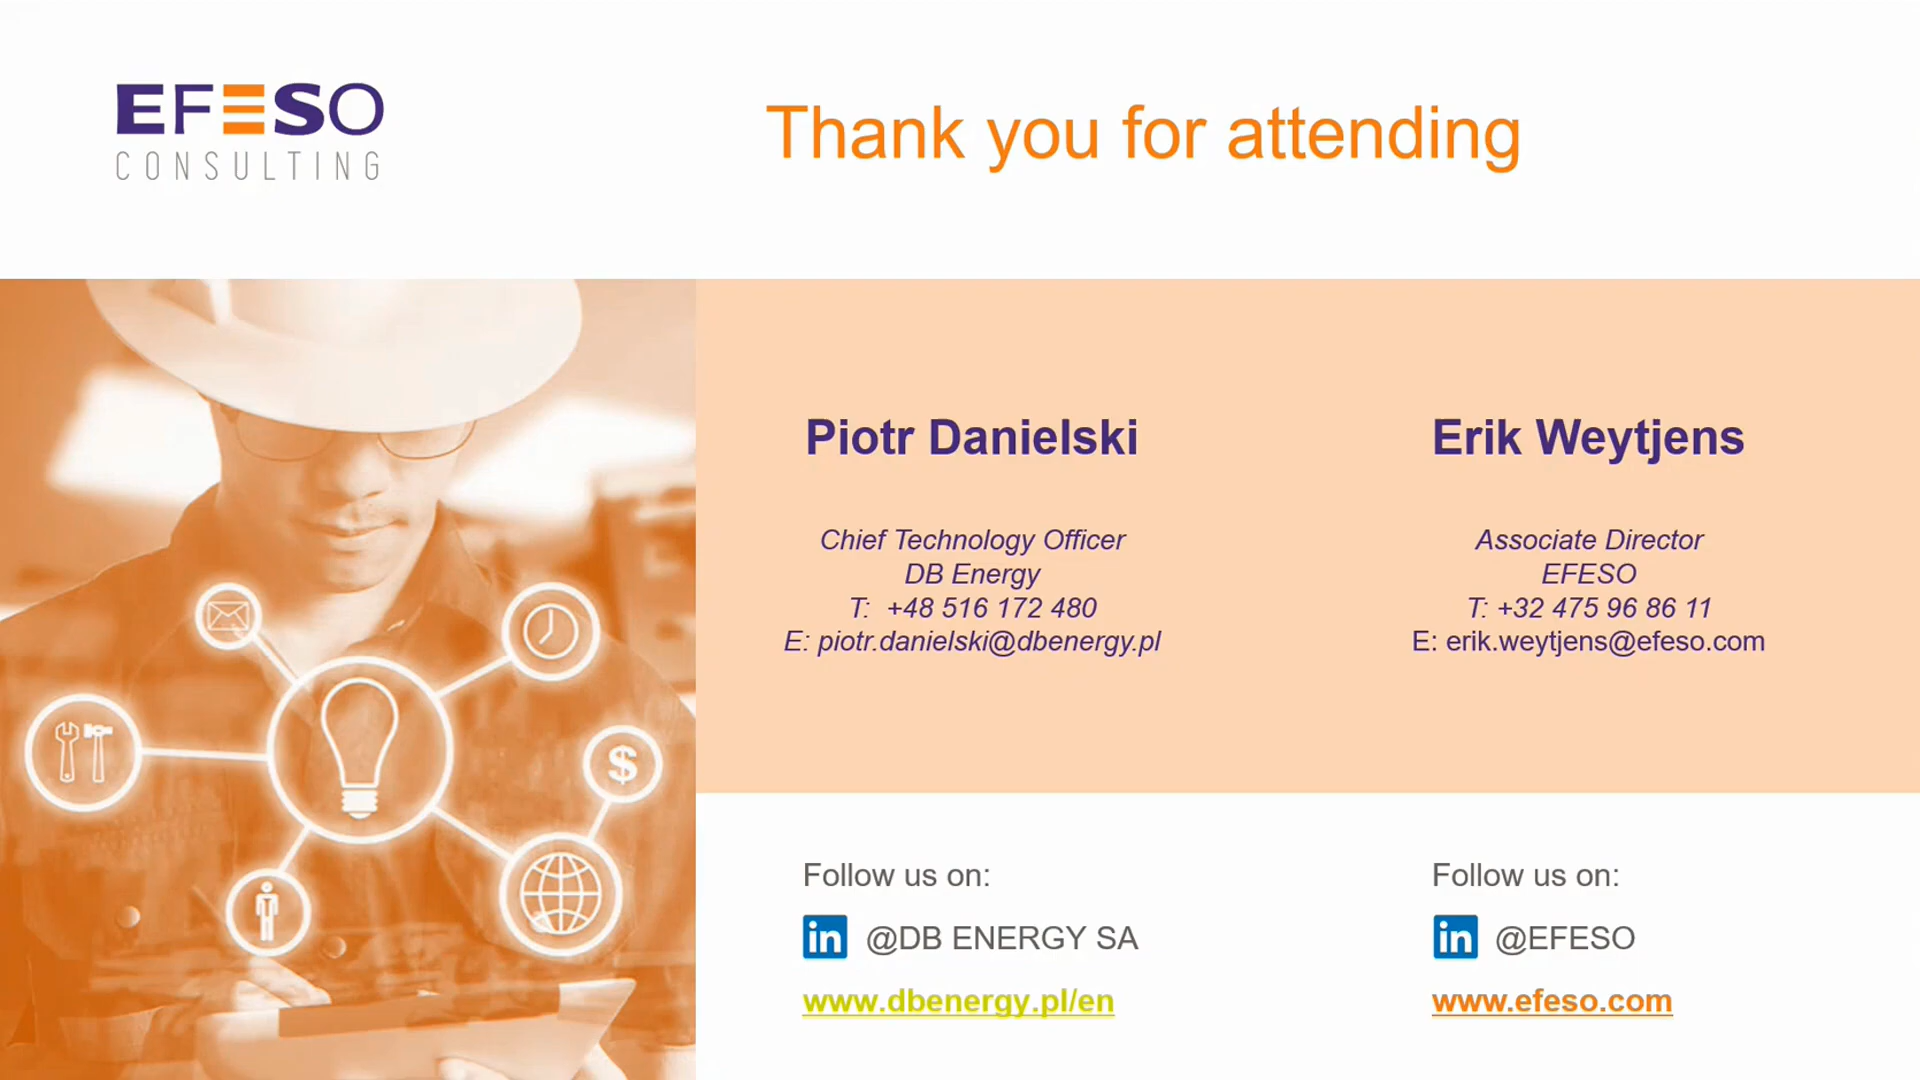 EFESO
CONSULTING
Thank you for attending
Piotr Danielski
Chief Technology Officer
DB Energy
T: +48 516 172 480
E: piotr.danielski@dbenergy.pl
Erik Weytjens
Associate Director
EFESO
T: +32 475 96 86 11
E: erik.weytjens@efeso.com
$
Follow us on:
in @DB ENERGY SA
www.dbenergy.pl/en
Follow us on:
in @EFESO
www.efeso.com